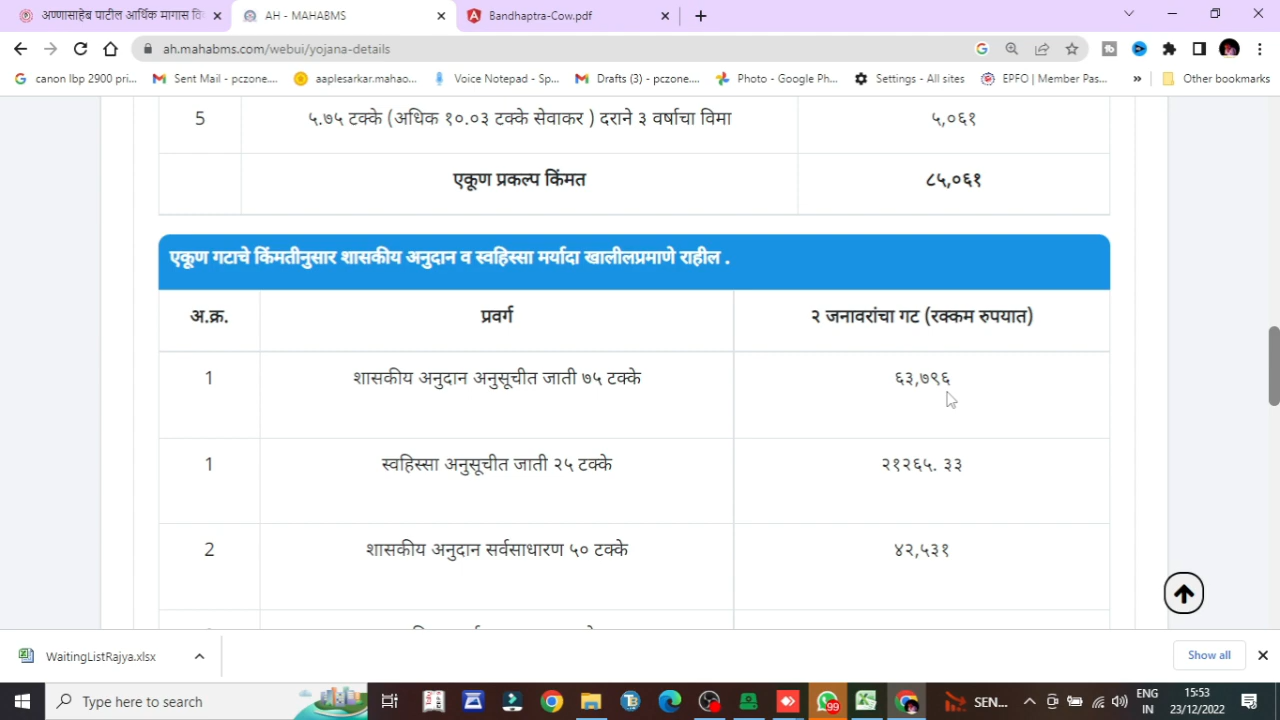 अण्णासाहेब पाटील आर्थिक मागास वि
AH - MAHABMS
Bandhaptra-Cow.pdf
ah.mahabms.com/webui/yojana-details
canon lbp 2900 pri...
Sent Mail - pczone....
aaplesarkar.mahao...
Voice Notepad - Sp...
Drafts (3) - pczone....
Photo - Google Ph...
Settings - All sites
EPFO | Member Pas...
»
Other bookmarks
5 ५.७५ टक्के (अधिक १०.०३ टक्के सेवाकर ) दराने ३ वर्षाचा विमा ५,०६१
एकूण प्रकल्प किंमत ८५,०६१
एकूण गटाचे किंमतीनुसार शासकीय अनुदान व स्वहिस्सा मर्यादा खालीलप्रमाणे राहील .
अ.क्र. प्रवर्ग २ जनावरांचा गट (रक्कम रुपयात)
1 शासकीय अनुदान अनुसूचीत जाती ७५ टक्के ६३,७९६
1 स्वहिस्सा अनुसूचीत जाती २५ टक्के २१२६५. ३३
2 शासकीय अनुदान सर्वसाधारण ५० टक्के ४२,५३१
WaitingListRajya.xlsx
Show all
Type here to search
99
SEN...
ENG
IN
15:53
23/12/2022